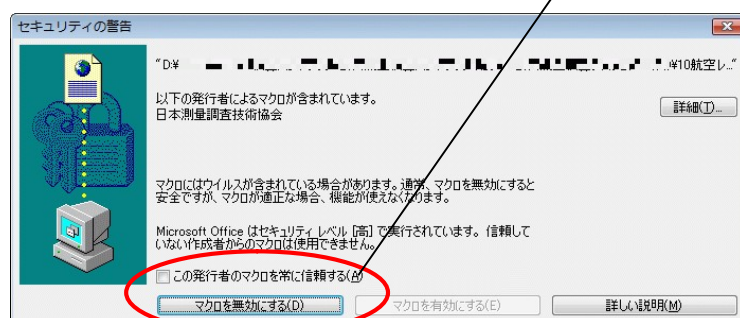 セキュリティの警告
"D:¥ ¥10航空レ..."
以下の発行者によるマクロが含まれています。
日本測量調査技術協会
詳細(T)...
マクロにはウイルスが含まれている場合があります。通常、マクロを無効にすると
安全ですが、マクロが適正な場合、機能が使えなくなります。
Microsoft Office はセキュリティ レベル [高] で実行されています。信頼して
いない作成者からのマクロは使用できません。
この発行者のマクロを常に信頼する(A)
マクロを無効にする(D)
マクロを有効にする(E)
詳しい説明(M)